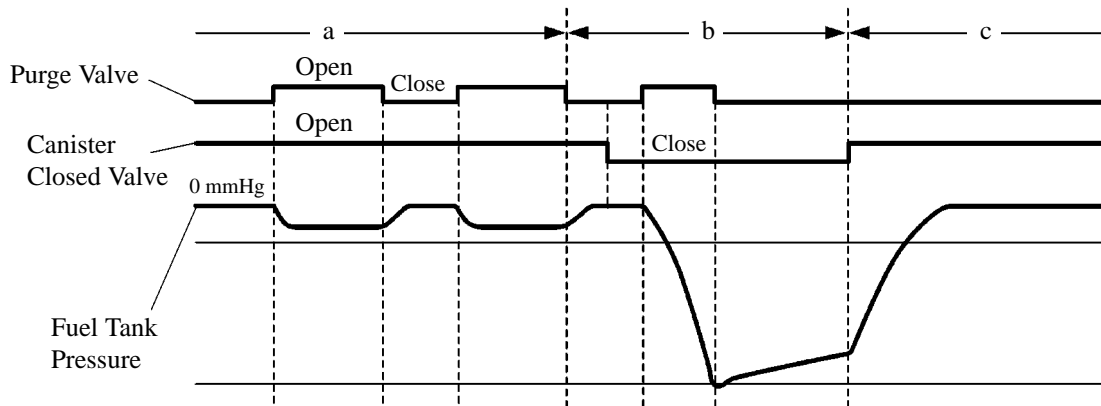 a
b
c
Purge Valve
Open
Close
Canister
Closed Valve
Open
Close
0 mmHg
Fuel Tank
Pressure